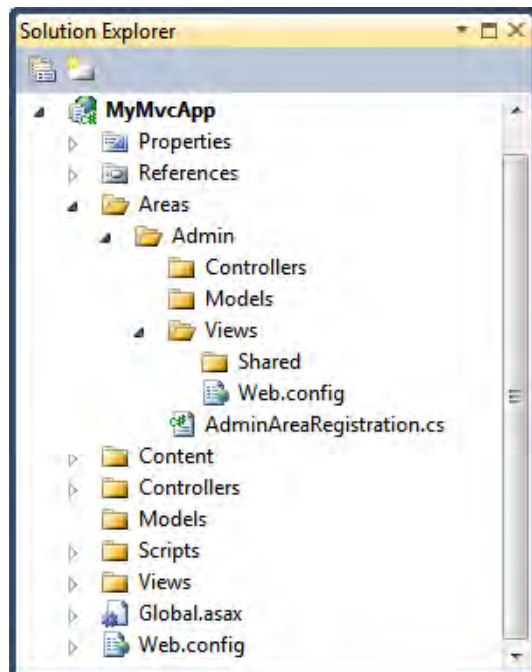 Solution Explorer
MyMvcApp
Properties
References
Areas
Admin
Controllers
Models
Views
Shared
Web.config
AdminAreaRegistration.cs
Content
Controllers
Models
Scripts
Views
Global.asax
Web.config